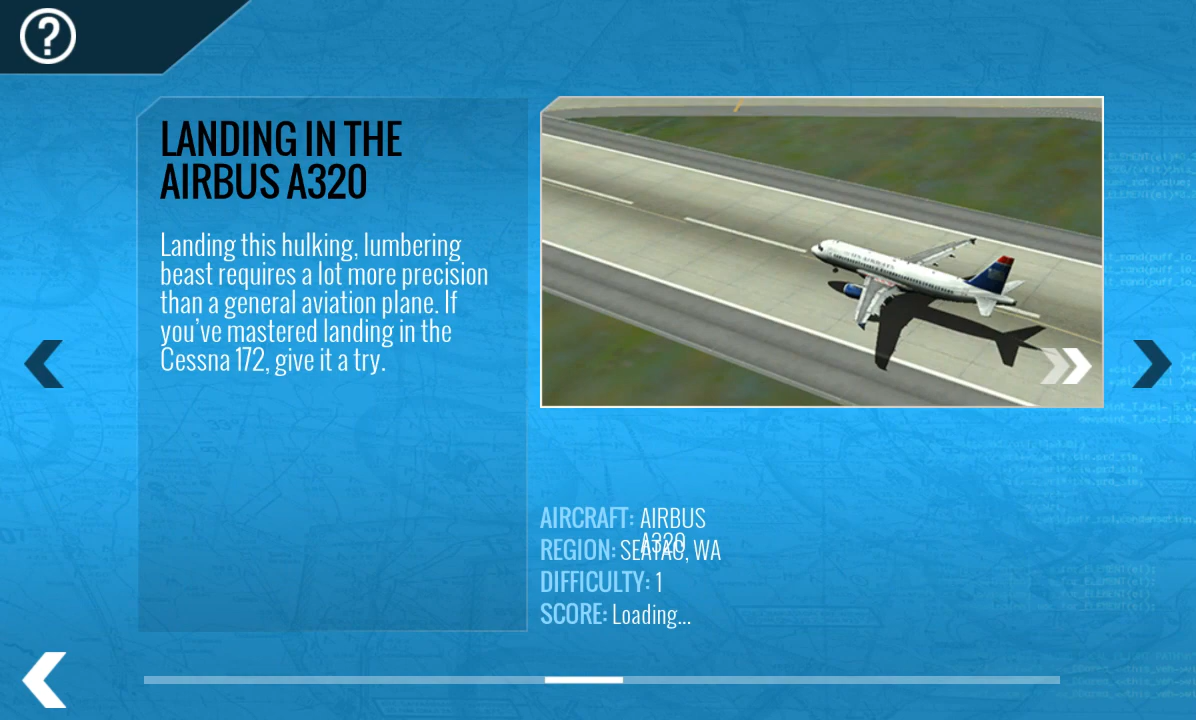 ?
LANDING IN THE
AIRBUS A320
Landing this hulking, lumbering
beast requires a lot more precision
than a general aviation plane. If
you've mastered landing in the
Cessna 172, give it a try.
AIRCRAFT: AIRBUS
A320
REGION: SEATAC, WA
DIFFICULTY: 1
SCORE: Loading...